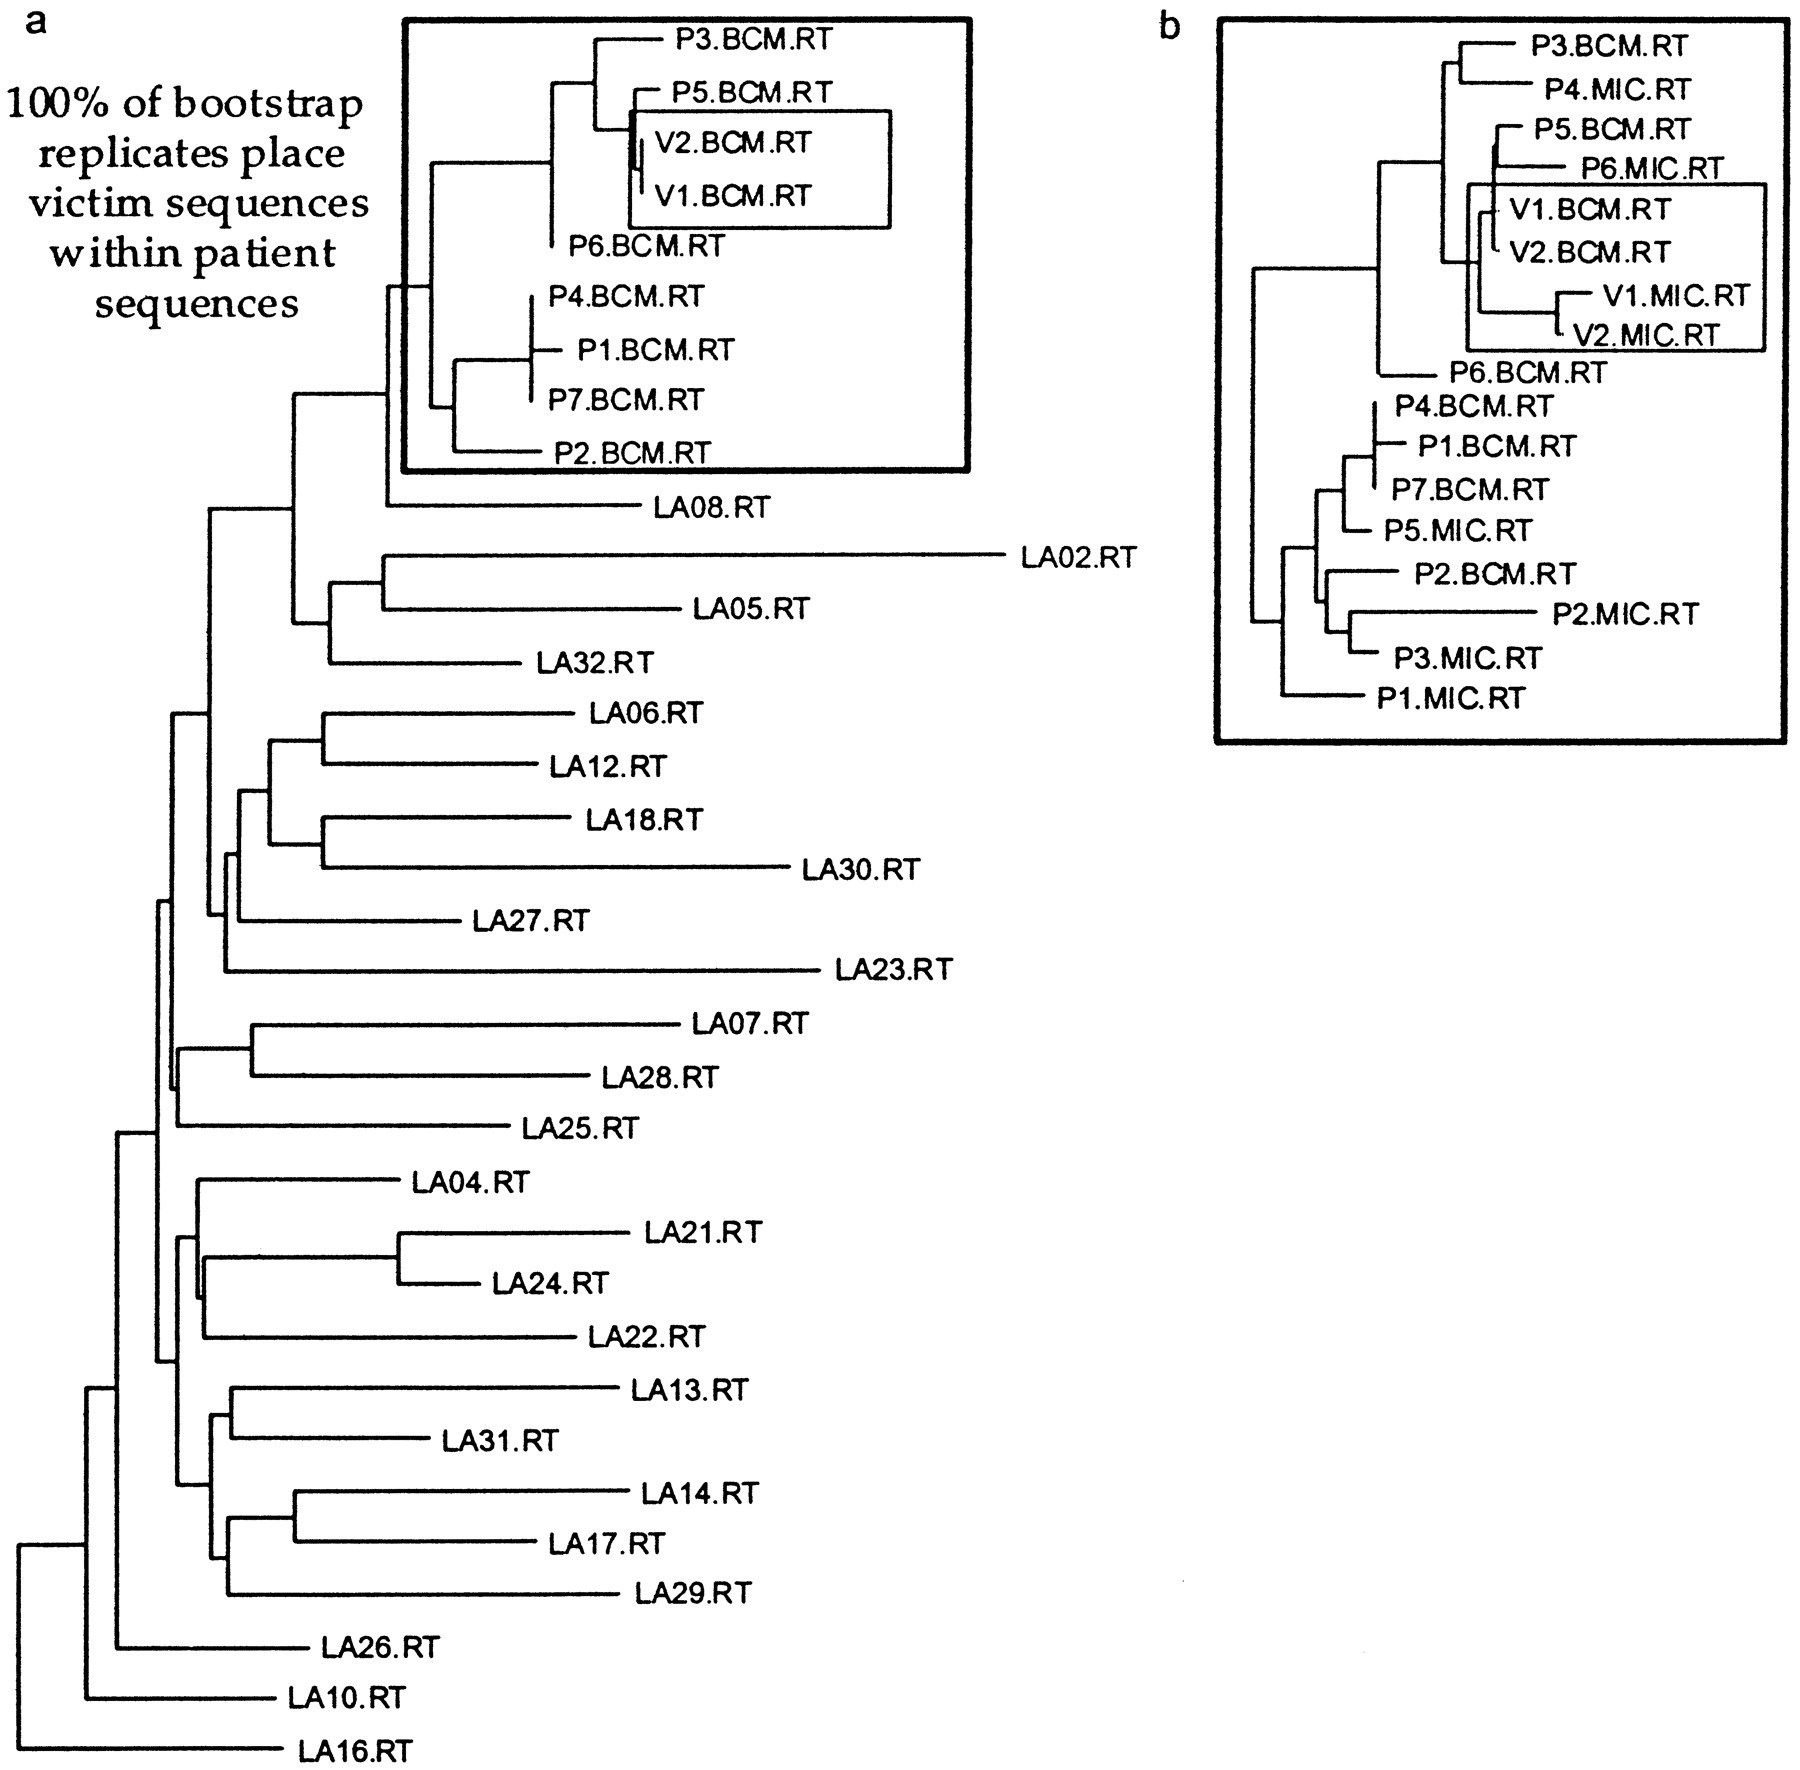 a
100% of bootstrap
replicates place
victim sequences
within patient
sequences
P3.BCM.RT
P5.BCM.RT
V2.BCM.RT
V1.BCM.RT
P6.BCM.RT
P4.BCM.RT
P1.BCM.RT
P7.BCM.RT
P2.BCM.RT
LA08.RT
LA02.RT
LA05.RT
LA32.RT
LA06.RT
LA12.RT
LA18.RT
LA30.RT
LA27.RT
LA23.RT
LA07.RT
LA28.RT
LA25.RT
LA04.RT
LA21.RT
LA24.RT
LA22.RT
LA13.RT
LA31.RT
LA14.RT
LA17.RT
LA29.RT
LA26.RT
LA10.RT
LA16.RT
b
P3.BCM.RT
P4.MIC.RT
P5.BCM.RT
P6.MIC.RT
V1.BCM.RT
V2.BCM.RT
V1.MIC.RT
V2.MIC.RT
P6.BCM.RT
P4.BCM.RT
P1.BCM.RT
P7.BCM.RT
P5.MIC.RT
P2.BCM.RT
P2.MIC.RT
P3.MIC.RT
P1.MIC.RT